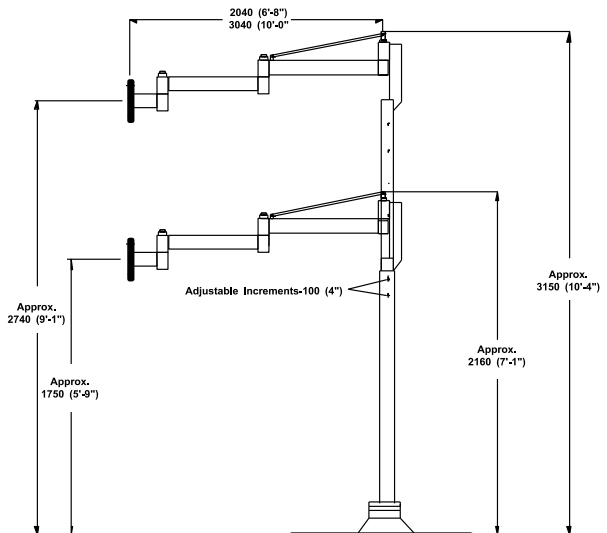 2040 (6'-8")
3040 (10'-0"
Adjustable Increments-100 (4")
Approx.
3150 (10'-4")
Approx.
2740 (9'-1")
Approx.
2160 (7'-1")
Approx.
1750 (5'-9")